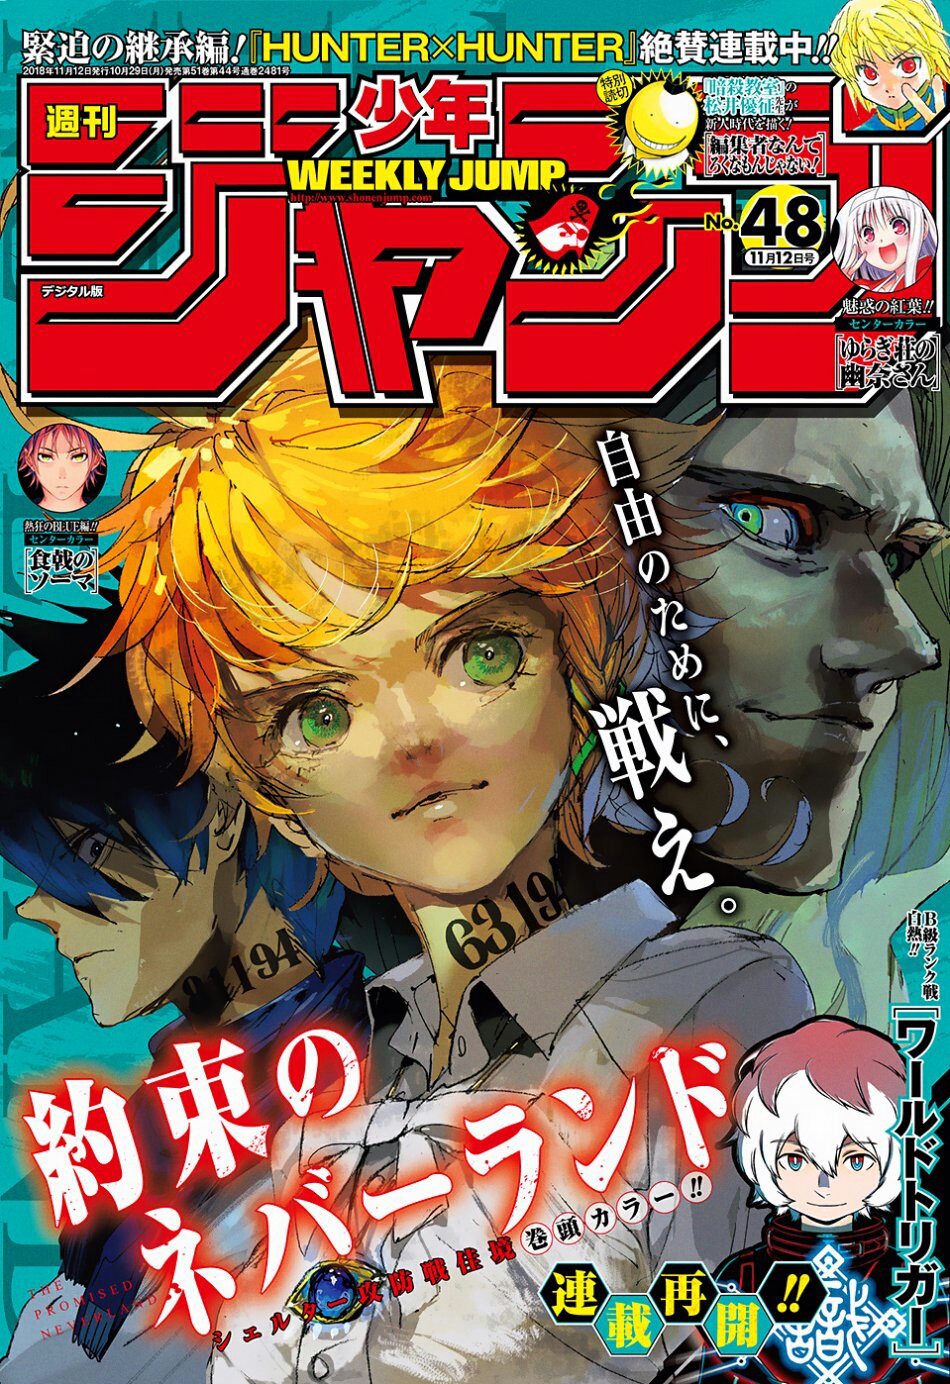 緊迫の継承編!『HUNTER×HUNTER』絶賛連載中!!
2018年11月12日発行10月29日(月)発売第51巻第44号通巻2481号
週刊
少年
ジャンプ
WEEKLY JUMP
http://www.shonenjump.com
デジタル版
特別
読切
『暗殺教室』の
松井優征先生が
新人時代を描く!
[編集者なんて
ろくなもんじゃない!]
No.48
11月12日号
魅惑の紅葉!!
センターカラー
[ゆらぎ荘の
幽奈さん]
熱狂のBLUE編!!
センターカラー
[食戟の
ソーマ]
自由のために、
戦え。
81194
63194
B級ランク戦
白熱!!
[ワールドトリガー]
連載再開!!
約束の
ネバーランド
シェルター攻防戦佳境
巻頭カラー!!
THE
PROMISED
NEVERLAND